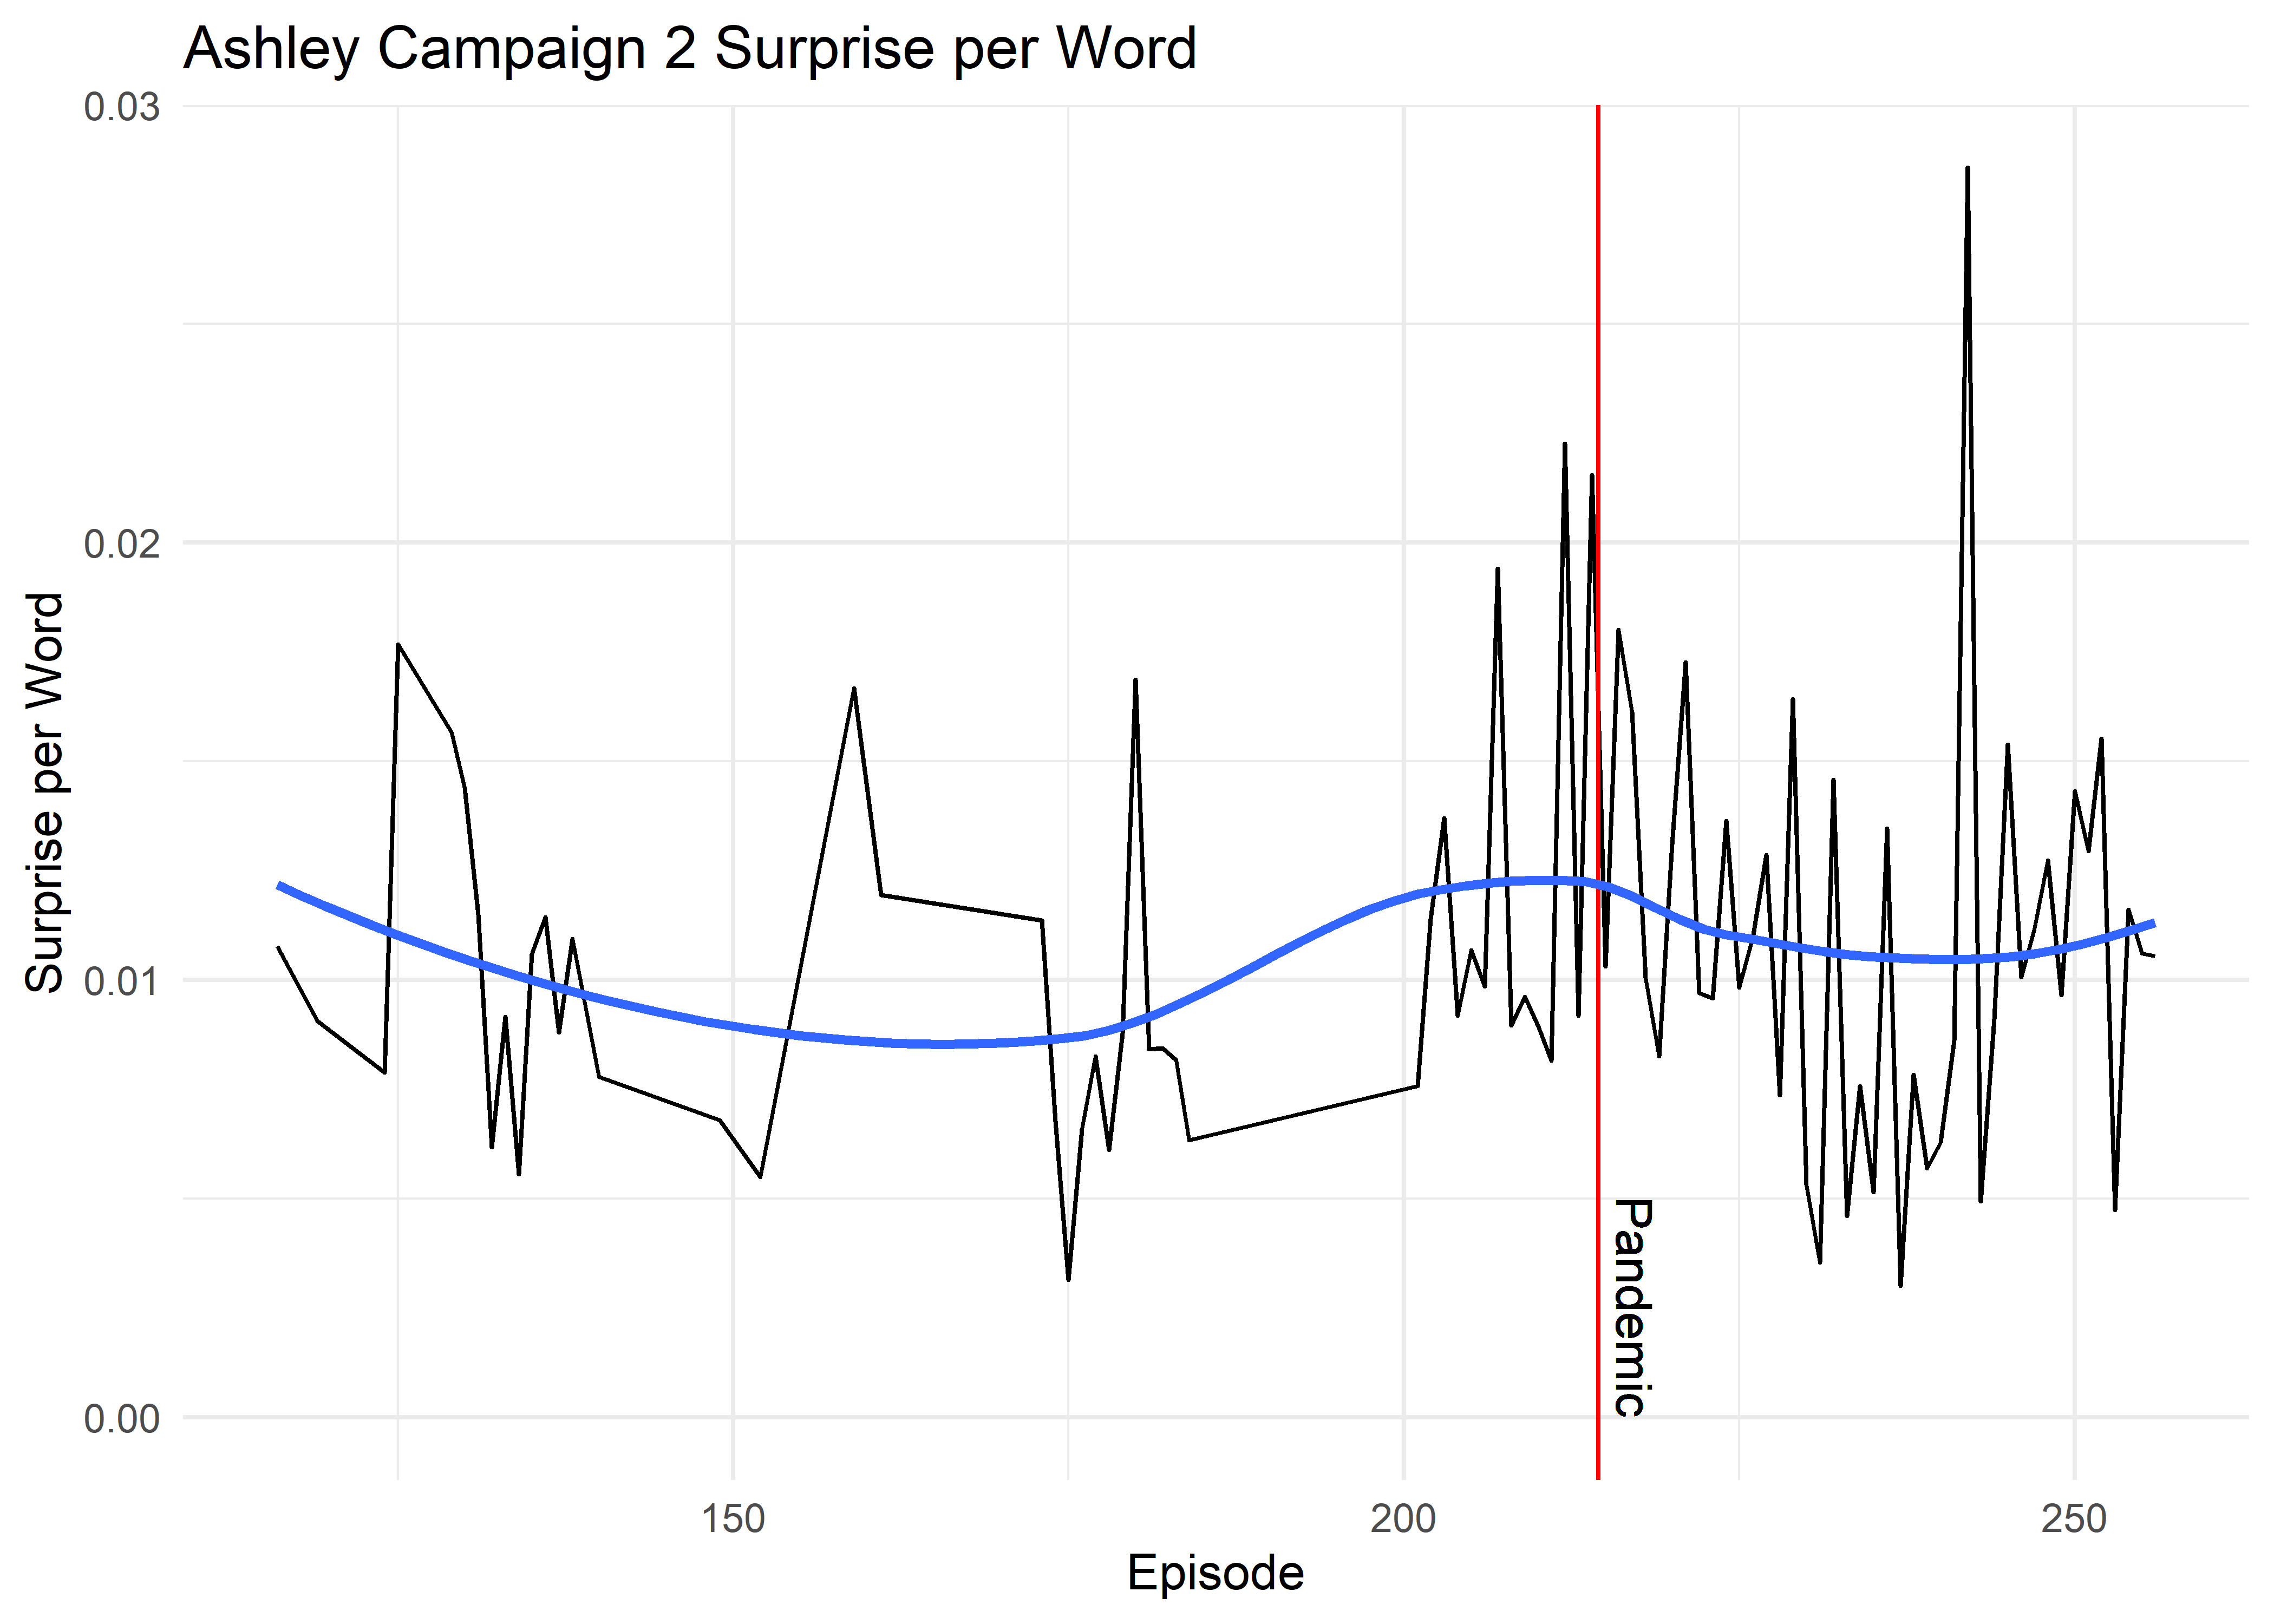 Ashley Campaign 2 Surprise per Word
0.03
0.02
0.01
0.00
Surprise per Word
Pandemic
150
200
250
Episode